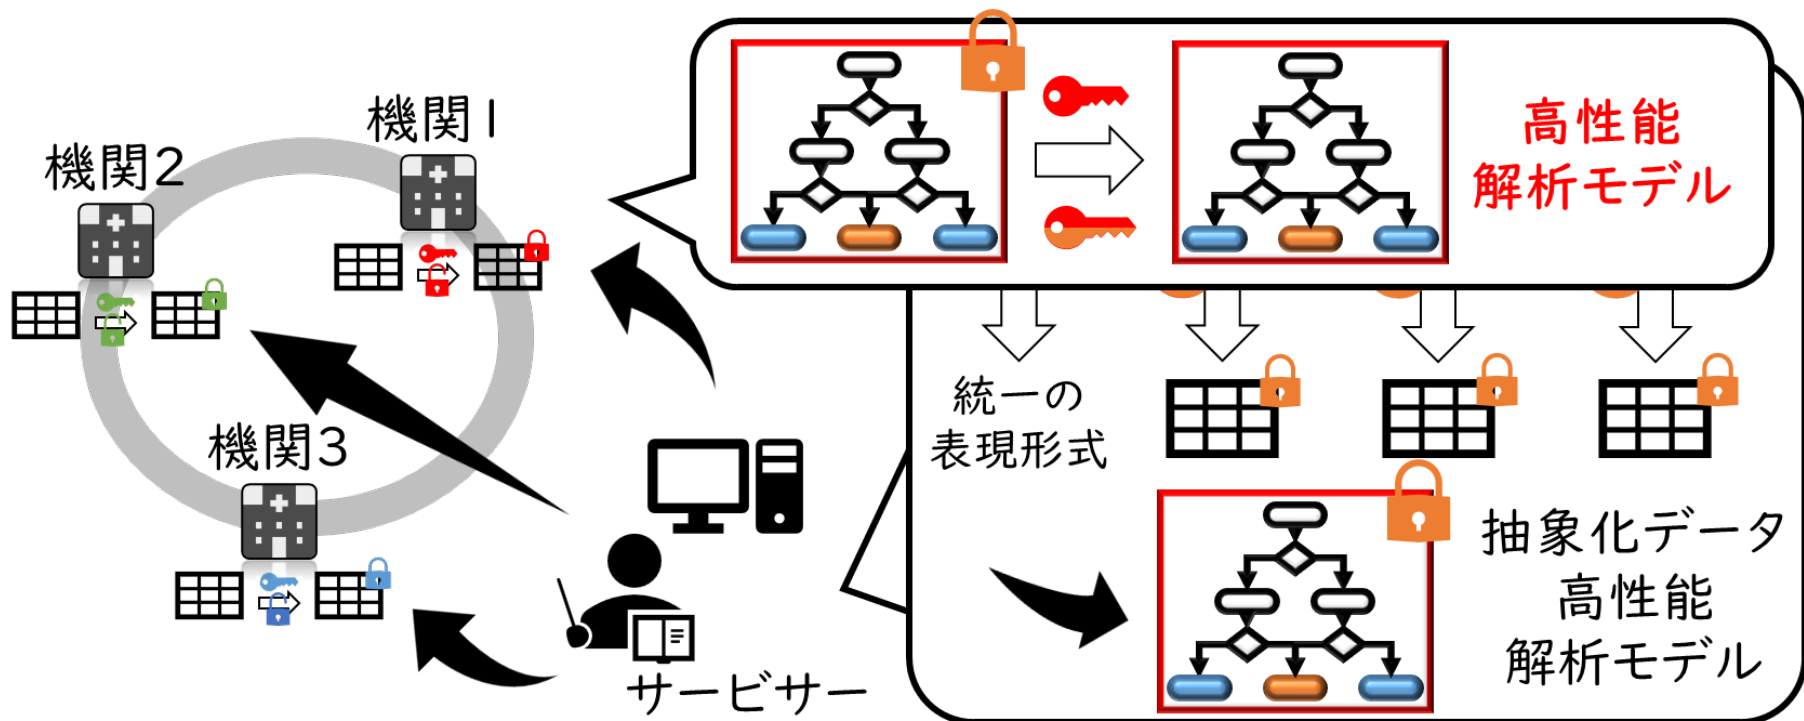 機関1
機関2
機関3
サービサー
高性能
解析モデル
統一の
表現形式
抽象化データ
高性能
解析モデル